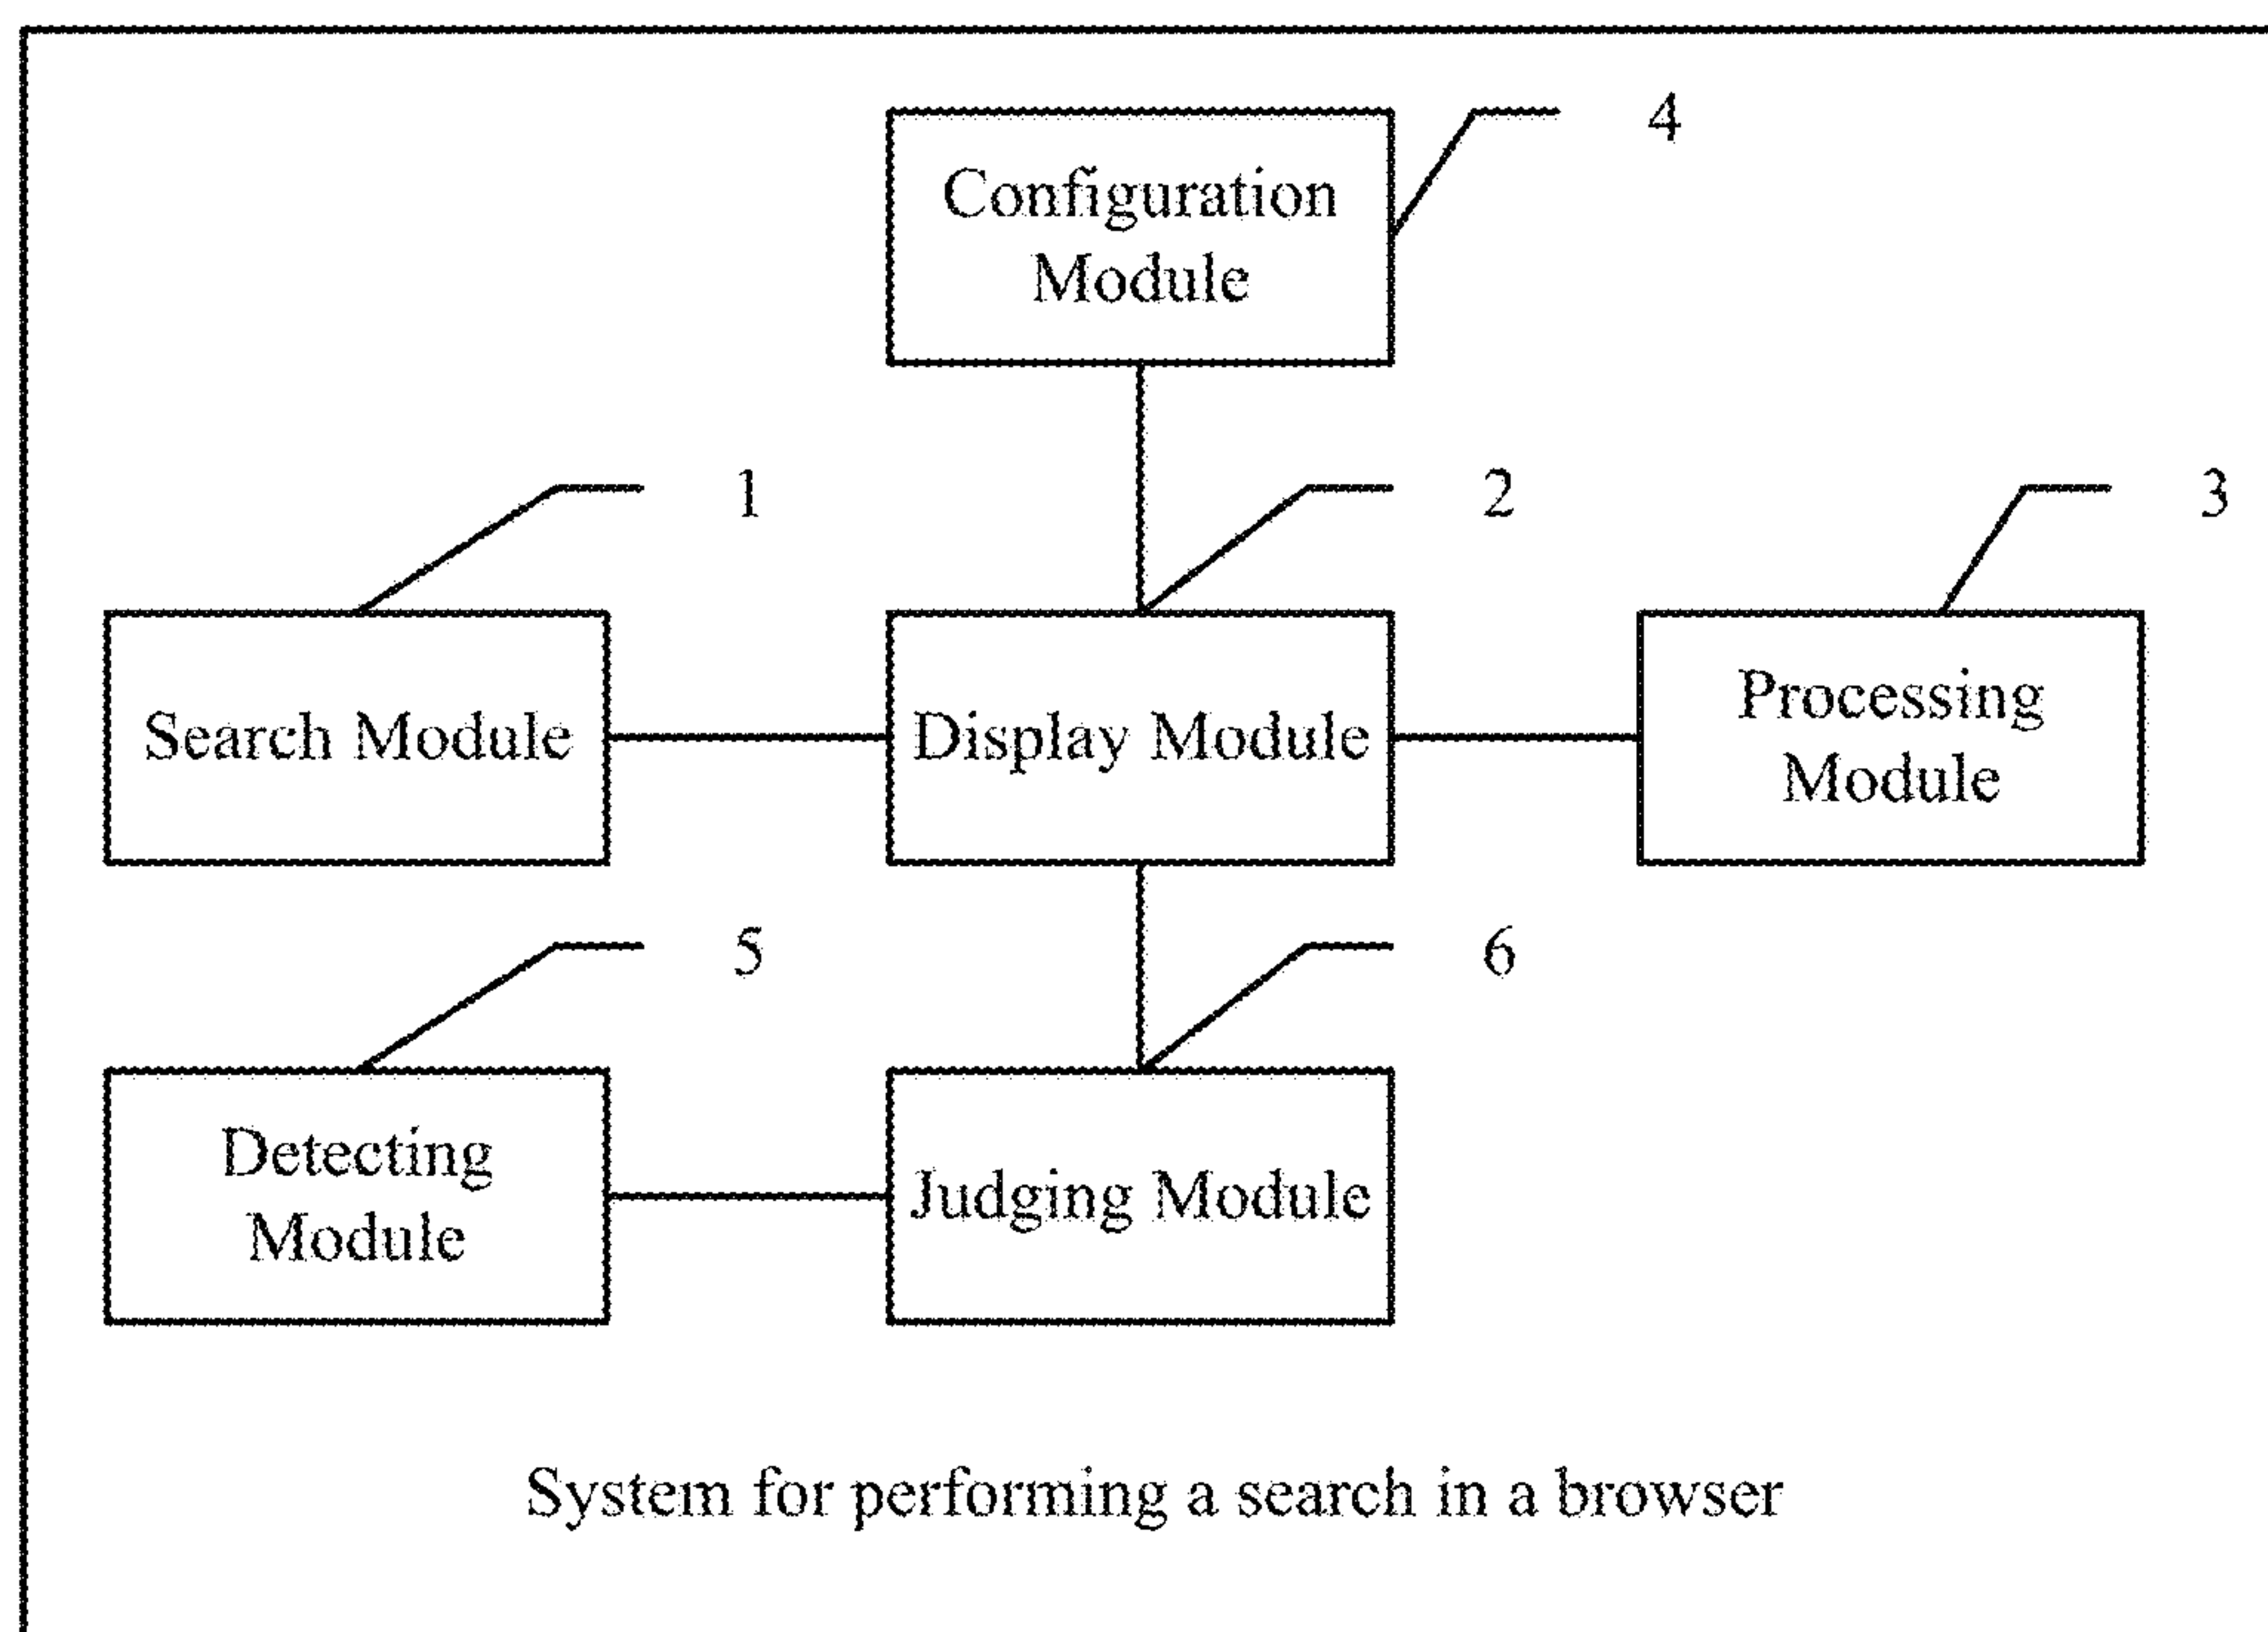 4
Configuration
Module
1
2
3
Search Module
Display Module
Processing
Module
5
6
Detecting
Module
Judging Module
System for performing a search in a browser